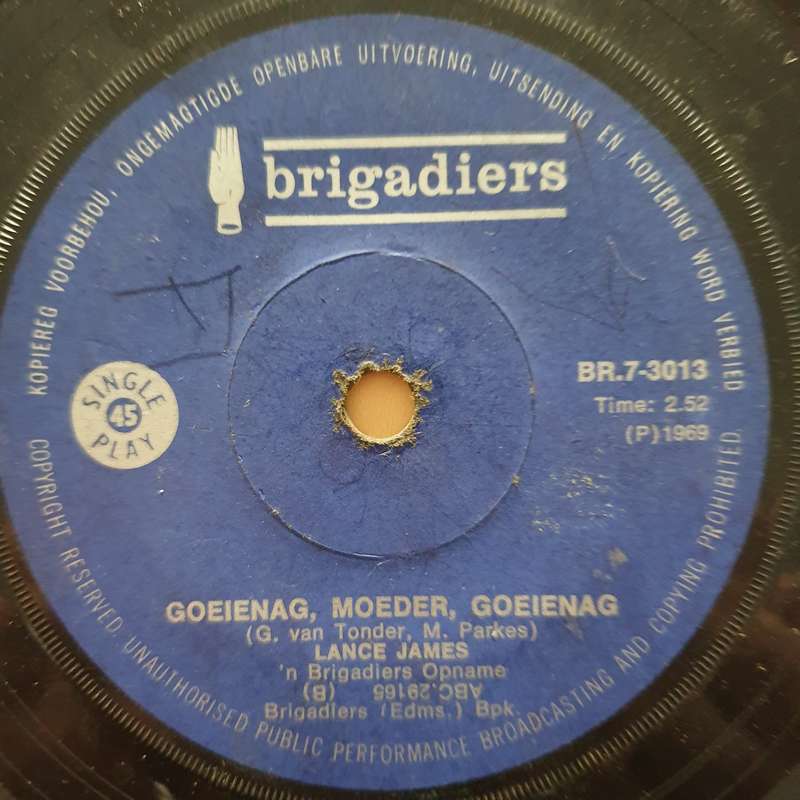 KOPIEREG VOORBEHOU, ONGEMAGTIGDE OPENBARE UITVOERING, UITSENDING EN KOPIERING WORD VERBIED
brigadiers
SINGLE
45
PLAY
BR.7-3013
Time: 2.52
(P)1969
GOEIENAG, MOEDER, GOEIENAG
(G. van Tonder, M. Parkes)
LANCE JAMES
'n Brigadiers Opname
ABC.29165 (B)
Brigadiers (Edms.) Bpk.
COPYRIGHT RESERVED. UNAUTHORISED PUBLIC PERFORMANCE BROADCASTING AND COPYING PROHIBITED.